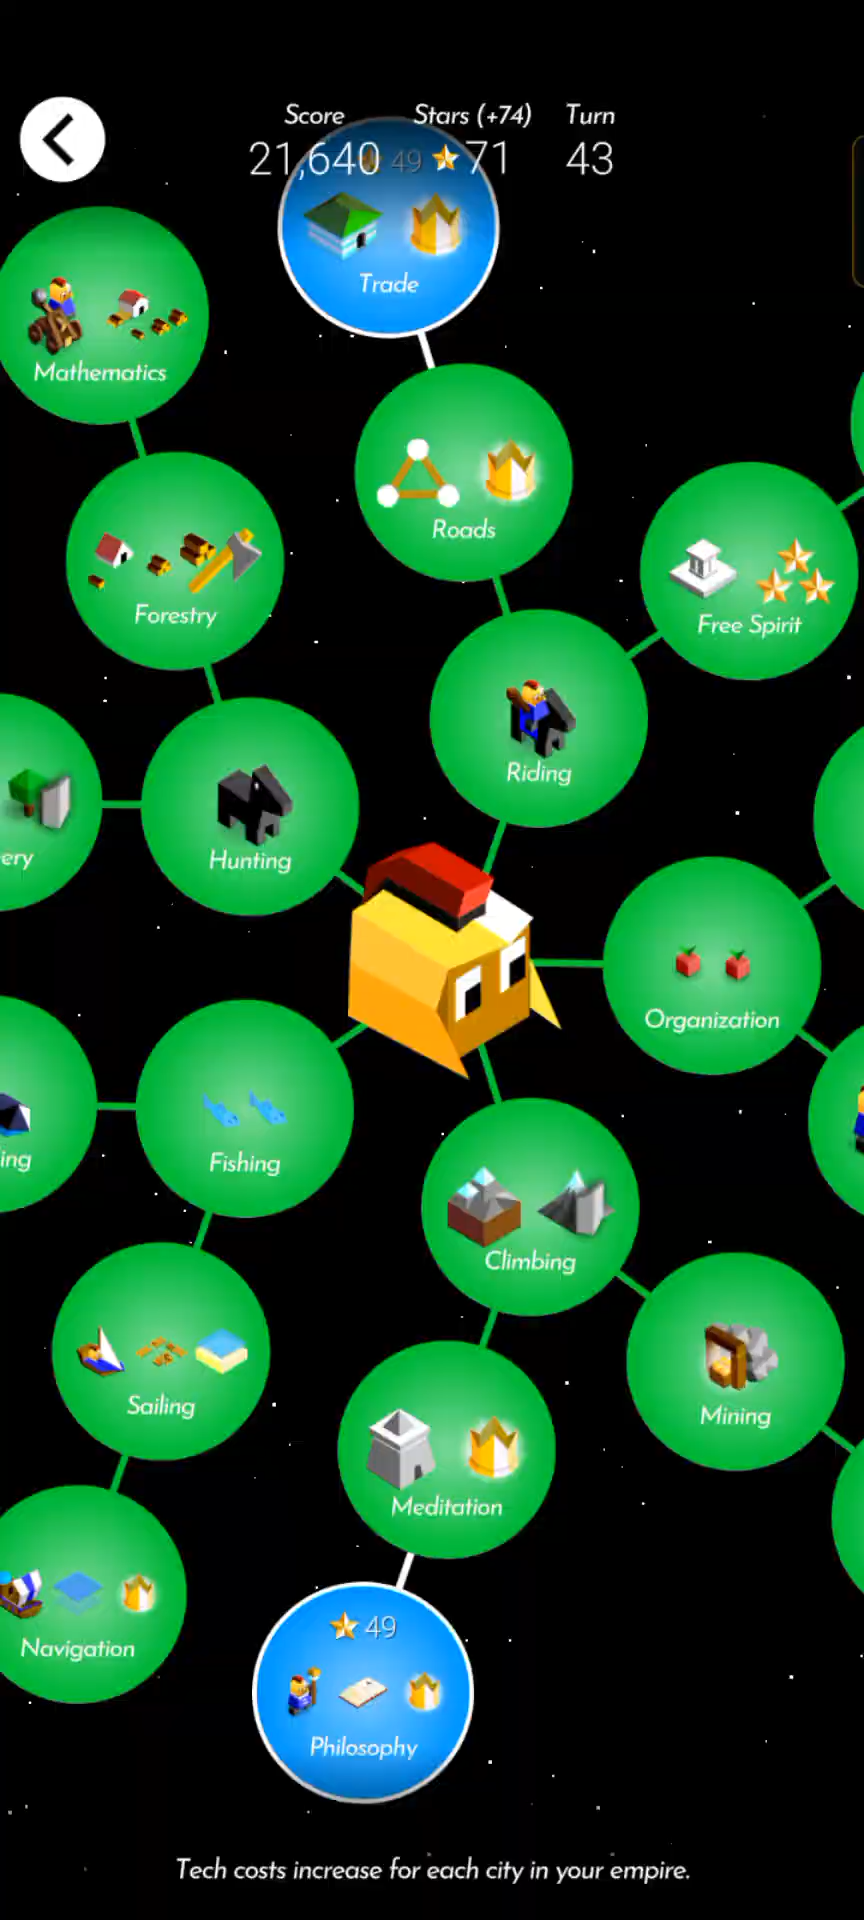 Score
Stars (+74)
Turn
21,640
49
71
43
Trade
Mathematics
Roads
Forestry
Free Spirit
Riding
Hunting
ery
Organization
ing
Fishing
Climbing
Sailing
Mining
Meditation
49
Navigation
Philosophy
Tech costs increase for each city in your empire.